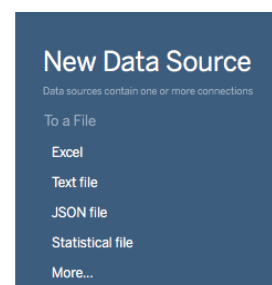 New Data Source
Data sources contain one or more connections
To a File
Excel
Text file
JSON file
Statistical file
More...